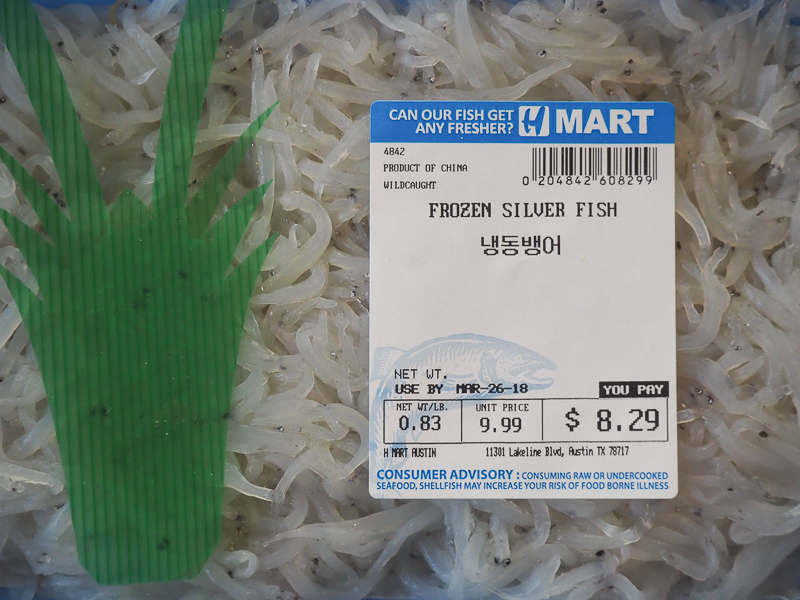 CAN OUR FISH GET
ANY FRESHER? H MART
4842
PRODUCT OF CHINA
WILDCAUGHT
0 204842 608299
FROZEN SILVER FISH
냉동뱅어
NET WT.
USE BY MAR-26-18
YOU PAY
NET WT/LB. UNIT PRICE
0.83 9.99 $ 8.29
H MART AUSTIN 11301 Lakeline Blvd, Austin TX 78717
CONSUMER ADVISORY : CONSUMING RAW OR UNDERCOOKED
SEAFOOD, SHELLFISH MAY INCREASE YOUR RISK OF FOOD BORNE ILLNESS